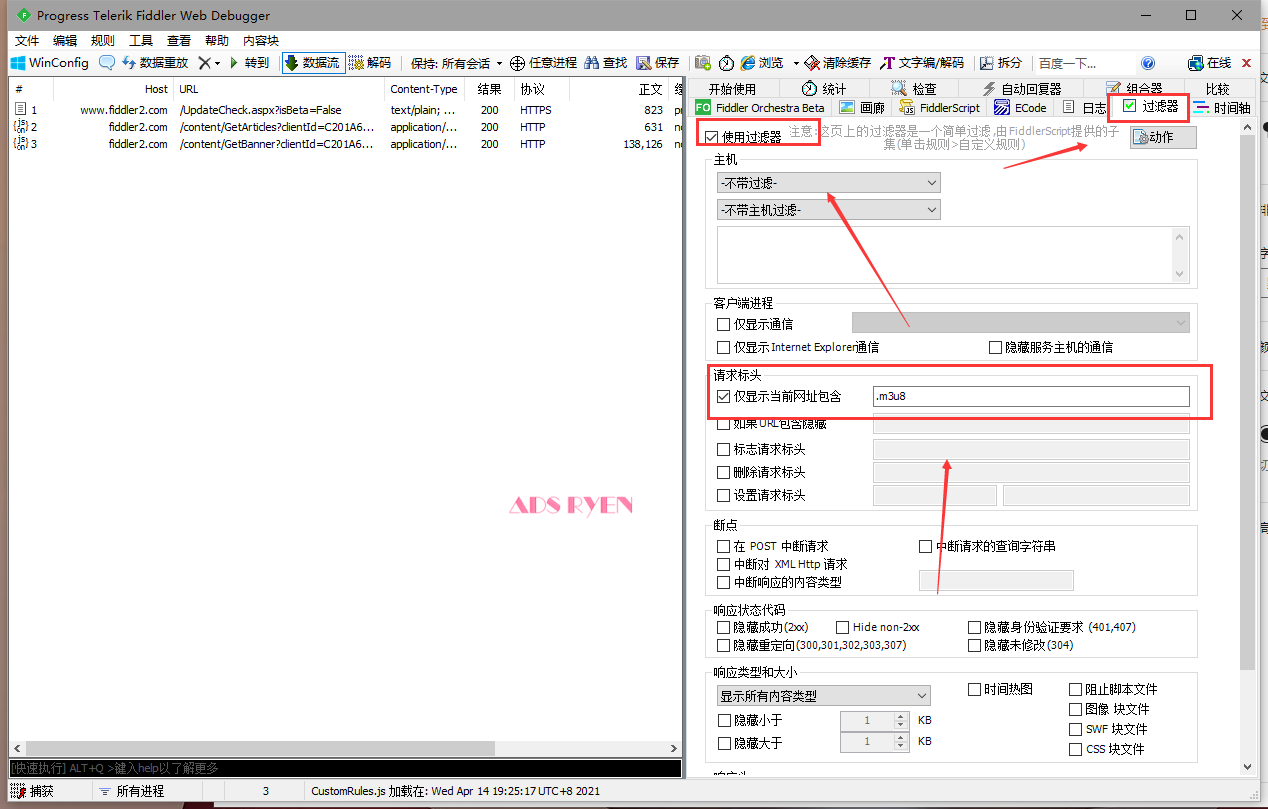 Progress Telerik Fiddler Web Debugger
文件 编辑 规则 工具 查看 帮助 内容块
WinConfig 数据重放 转到 数据流 解码 保持: 所有会话 任意进程 查找 保存 浏览 清除缓存 文字编/解码 拆分 百度一下... 在线
# Host URL Content-Type 结果 协议 正文
1 www.fiddler2.com /UpdateCheck.aspx?isBeta=False text/plain; ... 200 HTTPS 823
2 fiddler2.com /content/GetArticles?clientId=C201A6... application/... 200 HTTP 631
3 fiddler2.com /content/GetBanner?clientId=C201A6... application/... 200 HTTP 138,126
ADS RYEN
[快速执行] ALT+Q >键入help以了解更多
开始使用 统计 检查 自动回复器 组合器 比较
FO Fiddler Orchestra Beta 画廊 FiddlerScript ECode 日志 过滤器 时间轴
使用过滤器
注意:这页上的过滤器是一个简单过滤,由FiddlerScript提供的子
集(单击规则>自定义规则)
动作
主机
-不带过滤-
-不带主机过滤-
客户端进程
仅显示通信
仅显示Internet Explorer通信 隐藏服务主机的通信
请求标头
仅显示当前网址包含 .m3u8
如果URL包含隐藏
标志请求标头
删除请求标头
设置请求标头
断点
在 POST 中断请求 中断请求的查询字符串
中断对 XML Http 请求
中断响应的内容类型
响应状态代码
隐藏成功(2xx) Hide non-2xx 隐藏身份验证要求 (401,407)
隐藏重定向(300,301,302,303,307) 隐藏未修改(304)
响应类型和大小
显示所有内容类型 时间热图 阻止脚本文件
隐藏小于 1 KB 图像 块文件
隐藏大于 1 KB SWF 块文件
CSS 块文件
捕获 所有进程 3 CustomRules.js 加载在: Wed Apr 14 19:25:17 UTC+8 2021